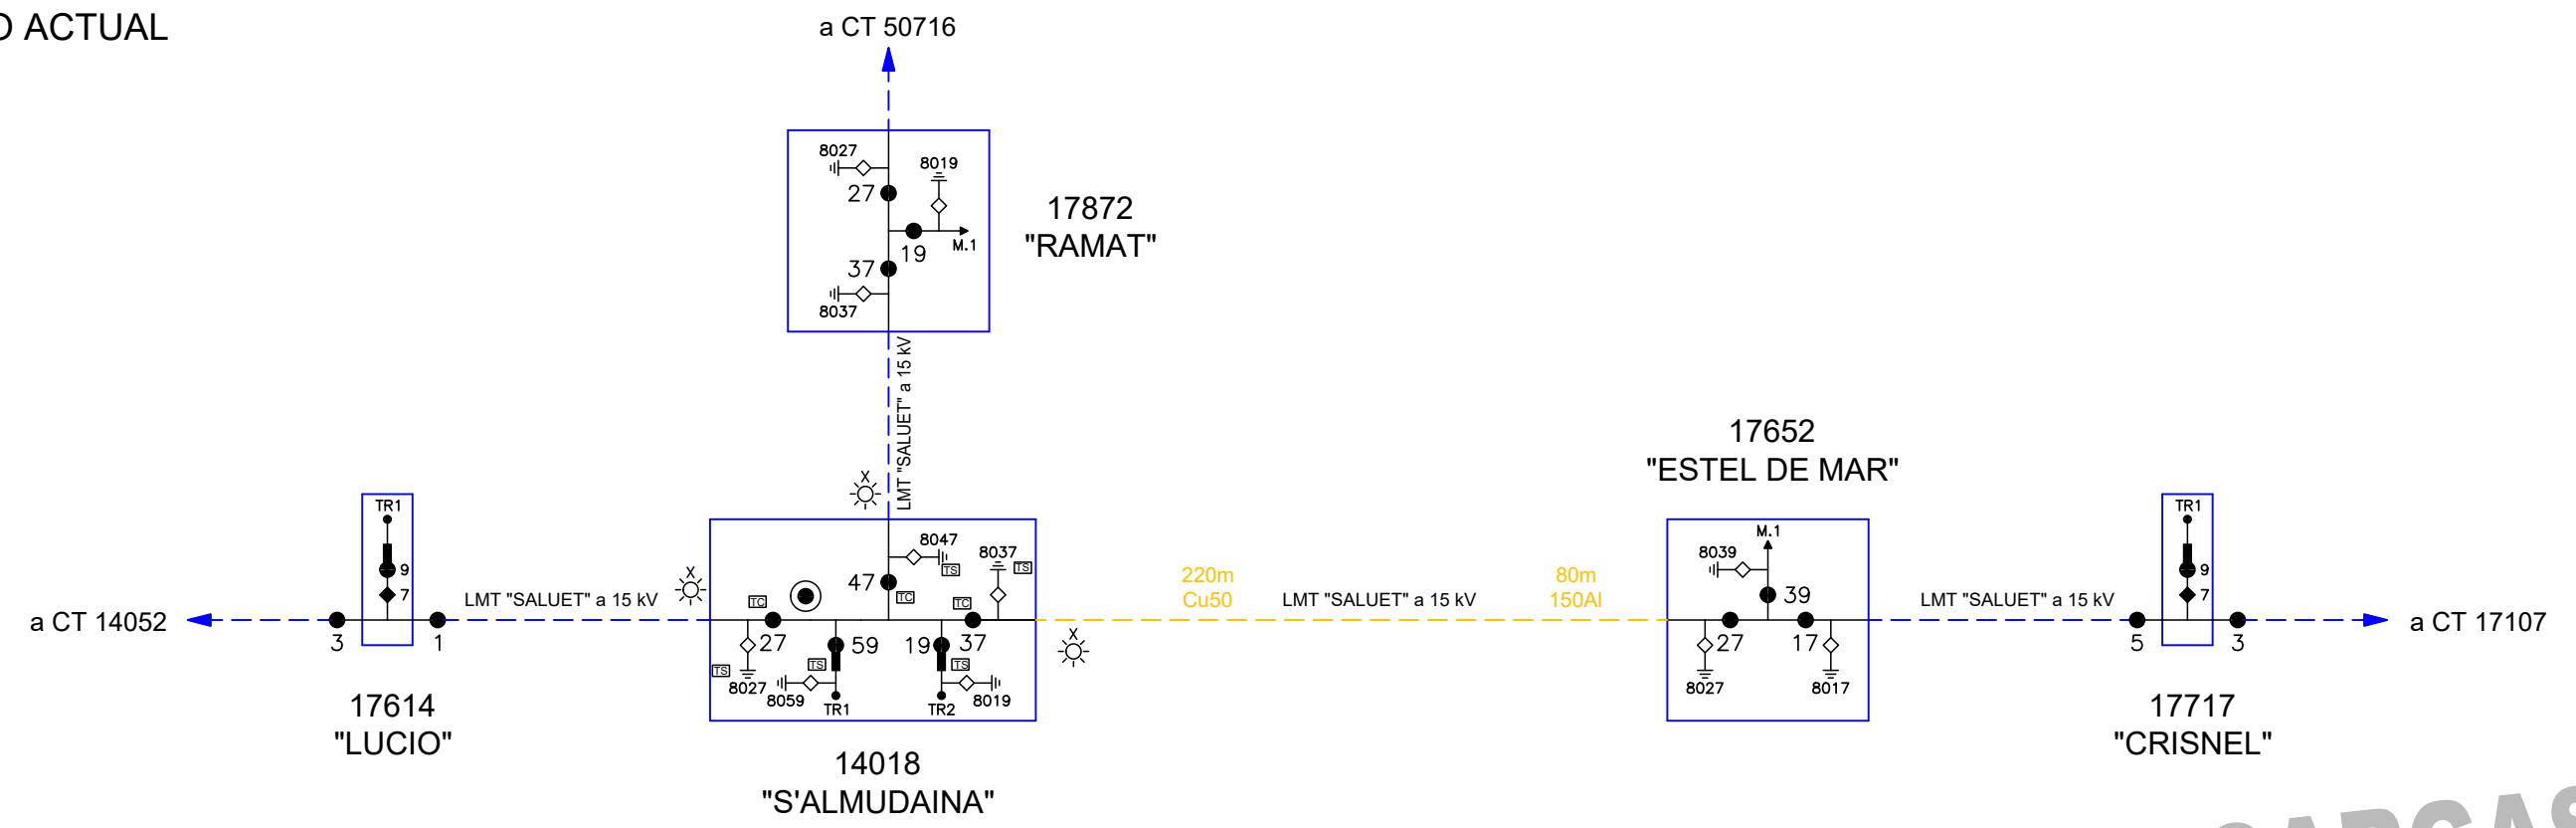 O ACTUAL
a CT 50716
8027
8019
27
19
M.1
37
8037
17872
"RAMAT"
LMT "SALUET" a 15 kV
17652
"ESTEL DE MAR"
a CT 14052
TR1
9
7
3
1
17614
"LUCIO"
LMT "SALUET" a 15 kV
X
X
X
8047
TS
8037
TS
47
TC
TC
TC
27
TS
8027
59
TS
8059
TR1
19
37
TS
8019
TR2
14018
"S'ALMUDAINA"
220m
Cu50
LMT "SALUET" a 15 kV
80m
150Al
M.1
8039
39
27
17
8027
8017
LMT "SALUET" a 15 kV
TR1
9
7
5
3
17717
"CRISNEL"
a CT 17107